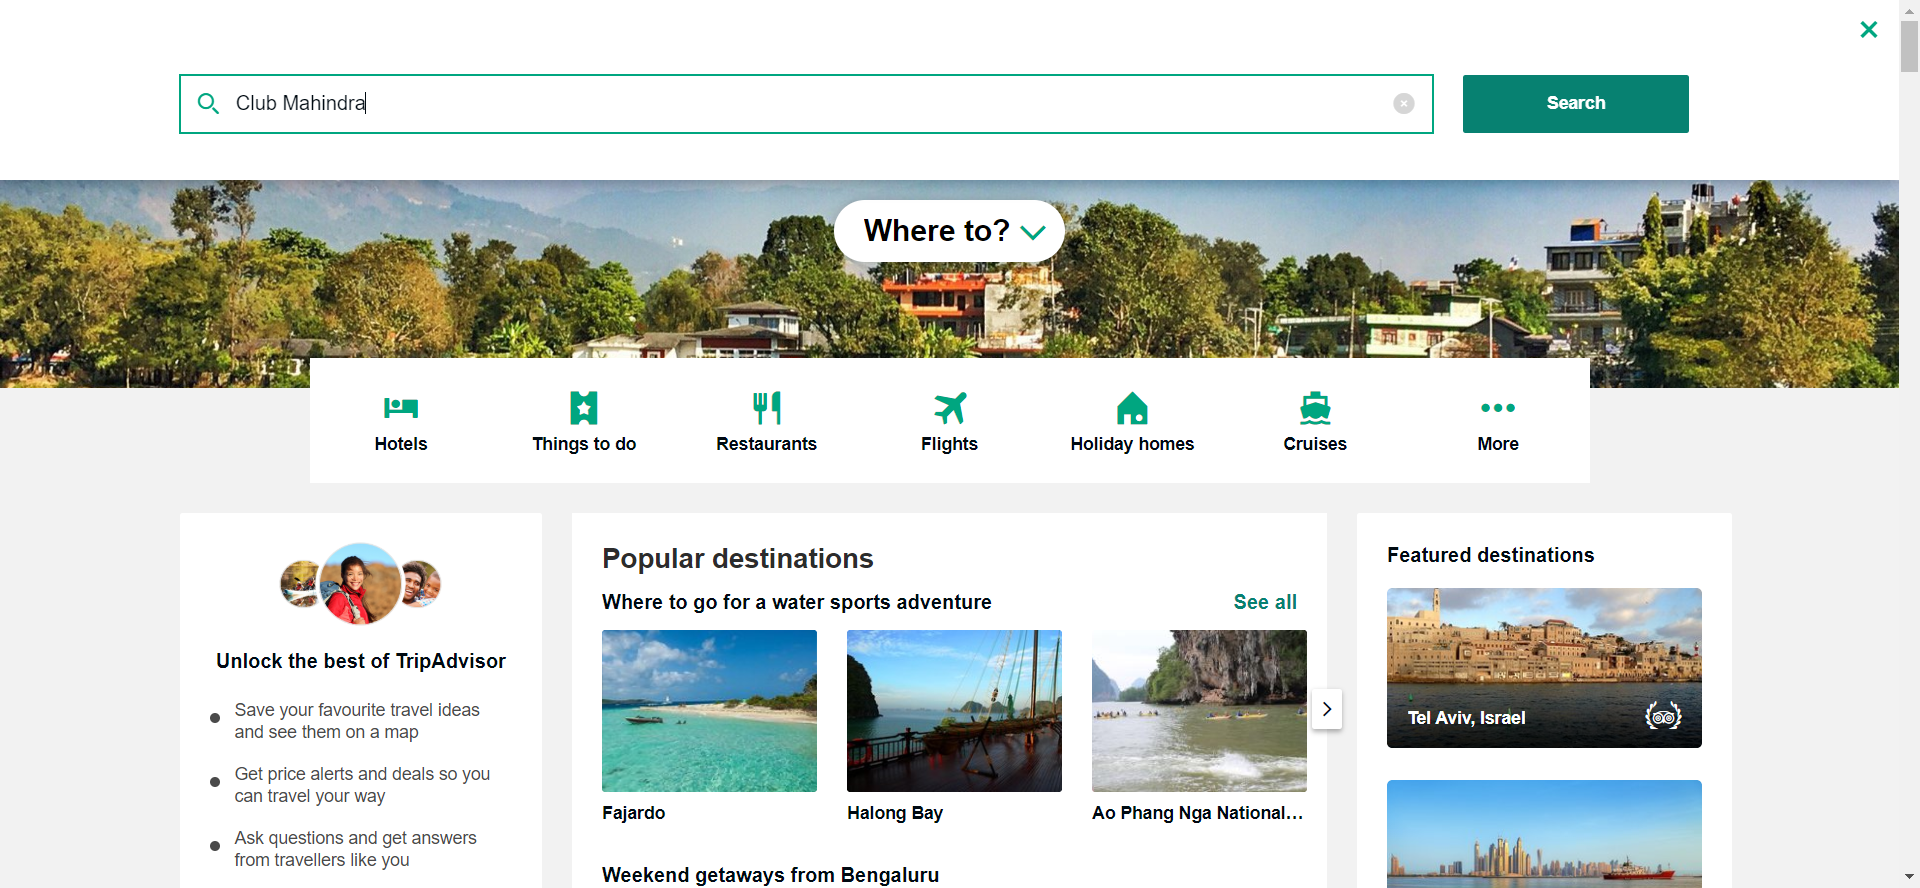 Club Mahindra
Search
Where to?
Hotels
Things to do
Restaurants
Flights
Holiday homes
Cruises
More
Unlock the best of TripAdvisor
Save your favourite travel ideas
and see them on a map
Get price alerts and deals so you
can travel your way
Ask questions and get answers
from travellers like you
Popular destinations
Where to go for a water sports adventure
See all
Fajardo
Halong Bay
Ao Phang Nga National...
Weekend getaways from Bengaluru
Featured destinations
Tel Aviv, Israel